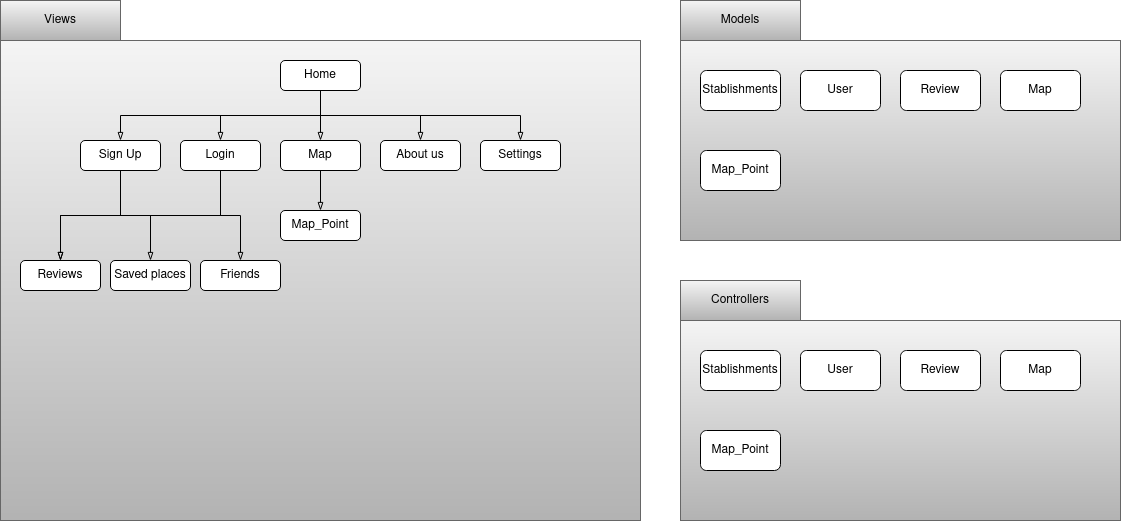 Views
Home
Sign Up
Login
Map
About us
Settings
Map_Point
Reviews
Saved places
Friends
Models
Stablishments
User
Review
Map
Map_Point
Controllers
Stablishments
User
Review
Map
Map_Point